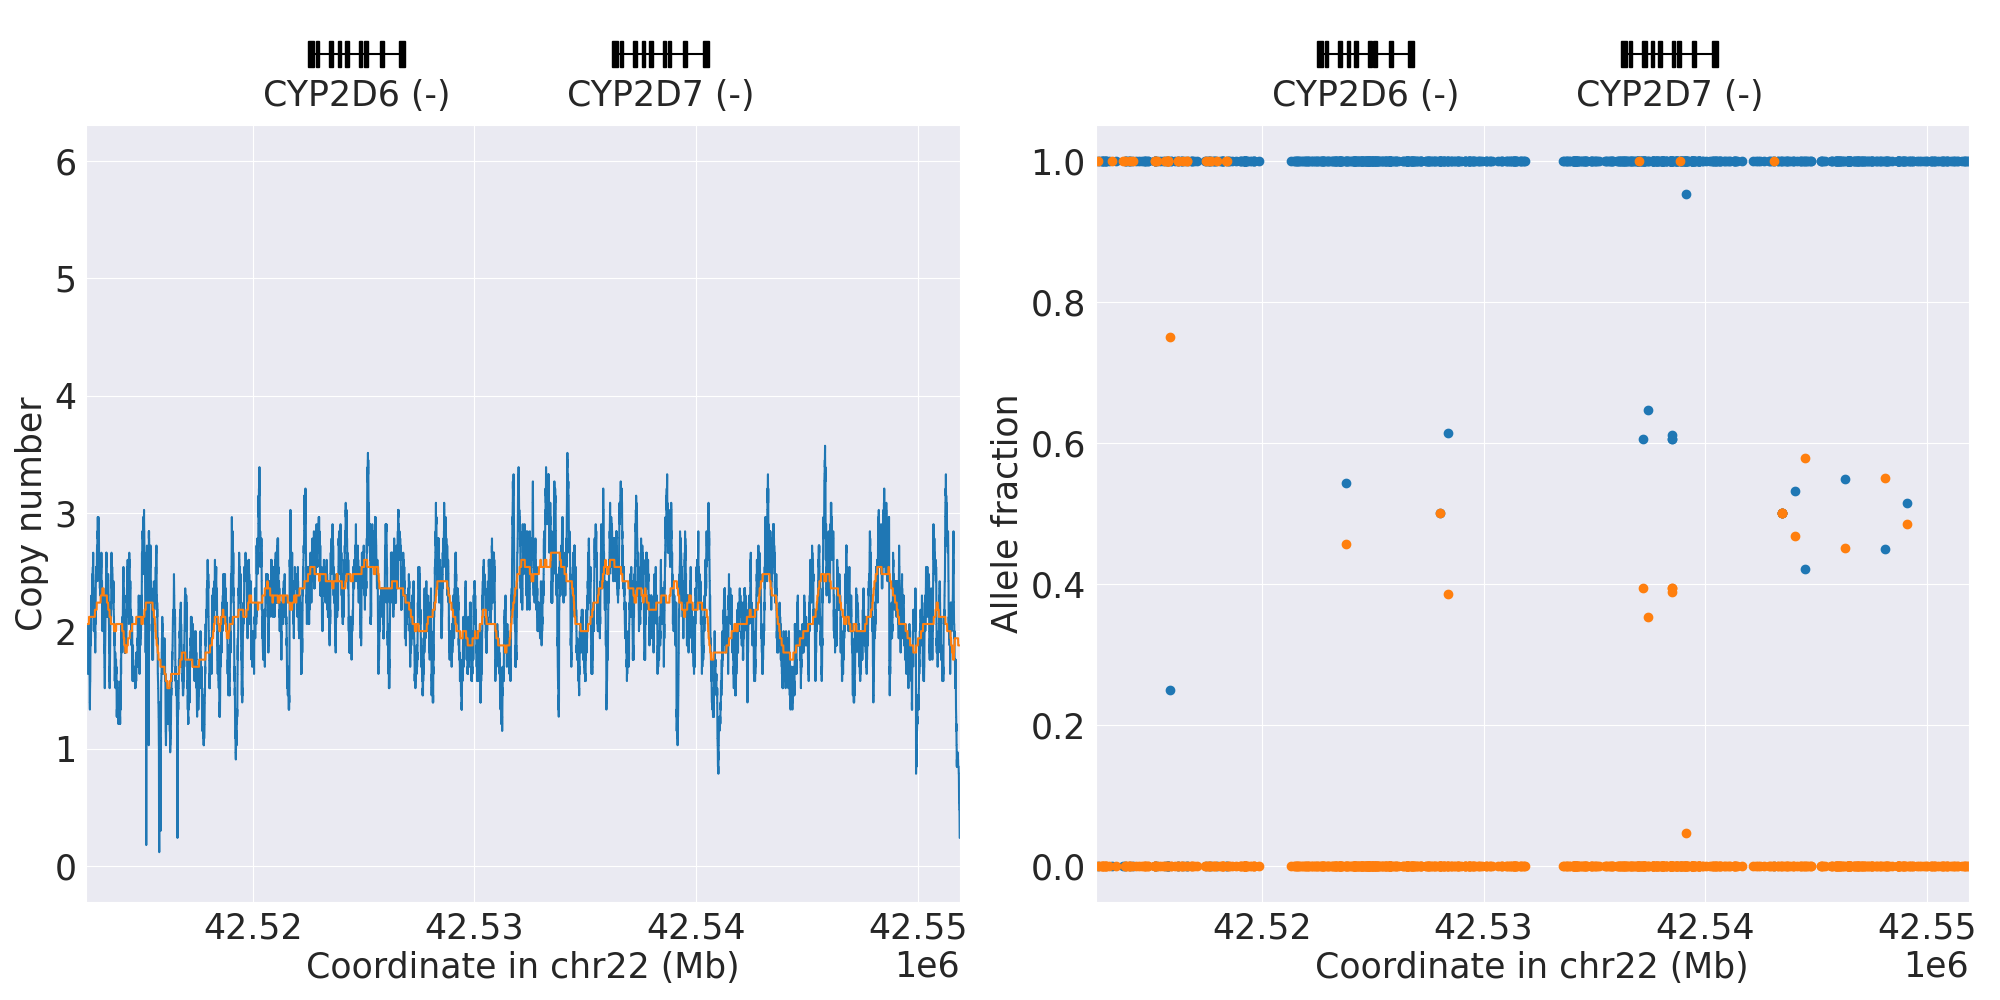 CYP2D6 (-) CYP2D7 (-)
6
5
4
3
2
1
0
Copy number
42.52 42.53 42.54 42.55
Coordinate in chr22 (Mb) 1e6
CYP2D6 (-) CYP2D7 (-)
1.0
0.8
0.6
0.4
0.2
0.0
Allele fraction
42.52 42.53 42.54 42.55
Coordinate in chr22 (Mb) 1e6